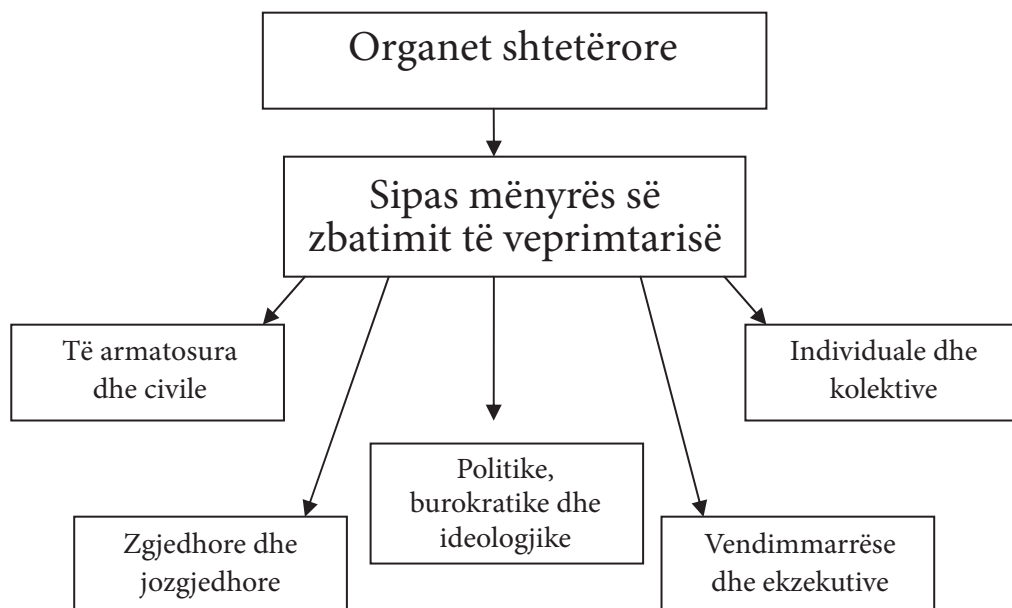 Organet shtetërore
Sipas mënyrës së
zbatimit të veprimtarisë
Të armatosura
dhe civile
Individuale dhe
kolektive
Politike,
burokratike dhe
ideologjike
Zgjedhore dhe
jozgjedhore
Vendimmarrëse
dhe ekzekutive